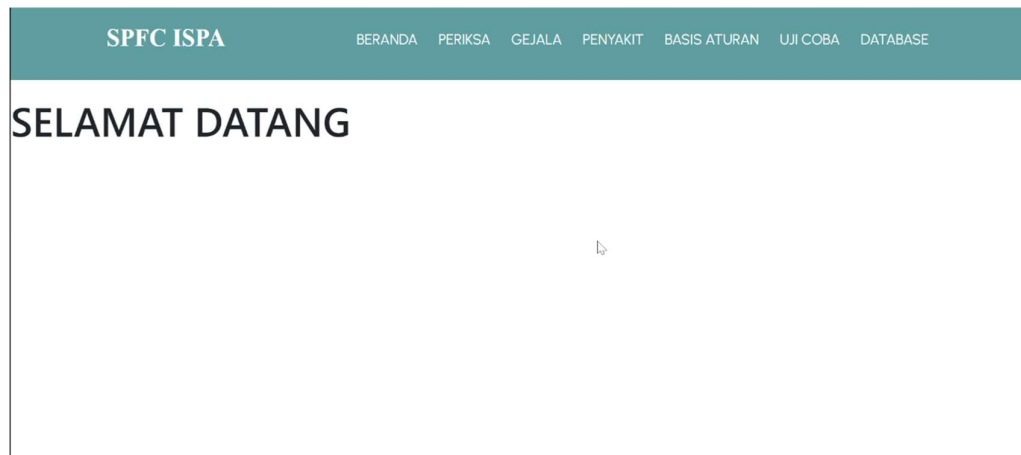 SPFC ISPA BERANDA PERIKSA GEJALA PENYAKIT BASIS ATURAN UJI COBA DATABASE
SELAMAT DATANG